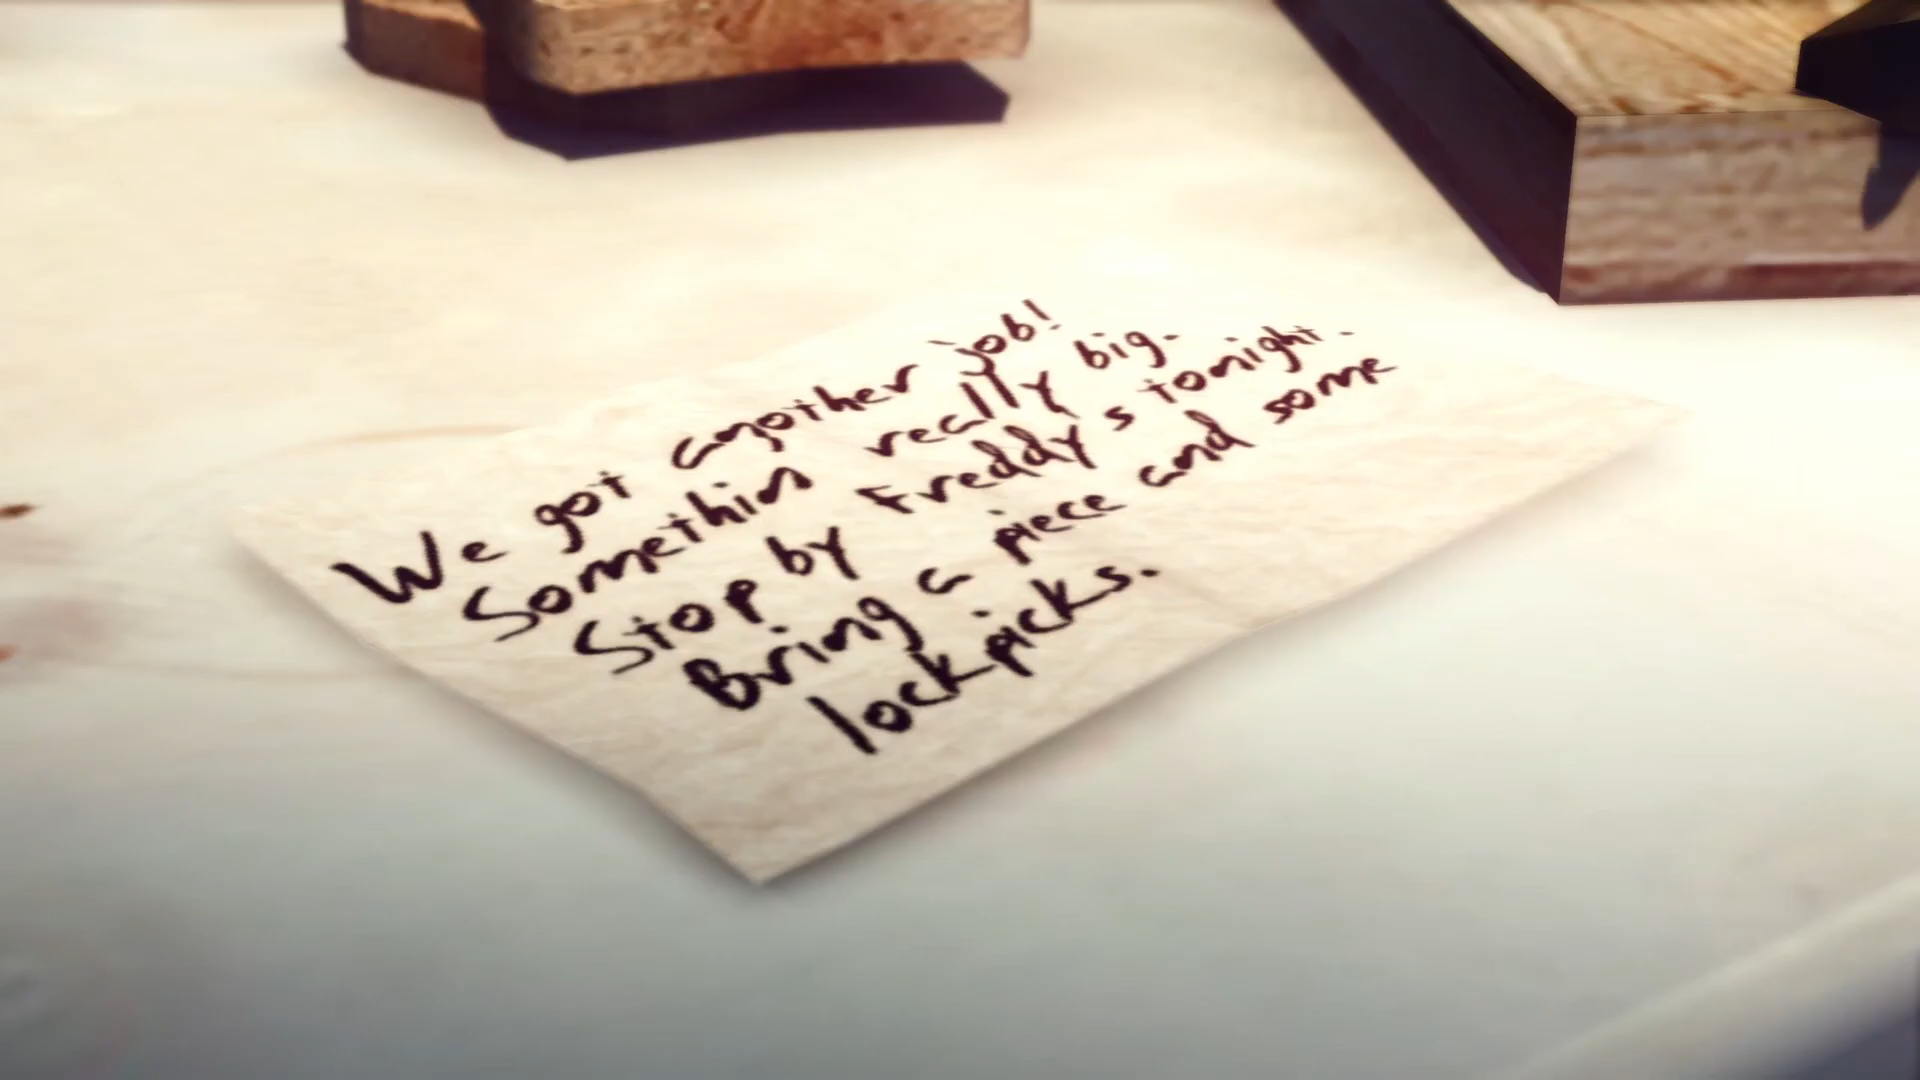 We got another job!
Somethin really big.
Stop by Freddy s tonight.
Bring a piece and some
lockpicks.